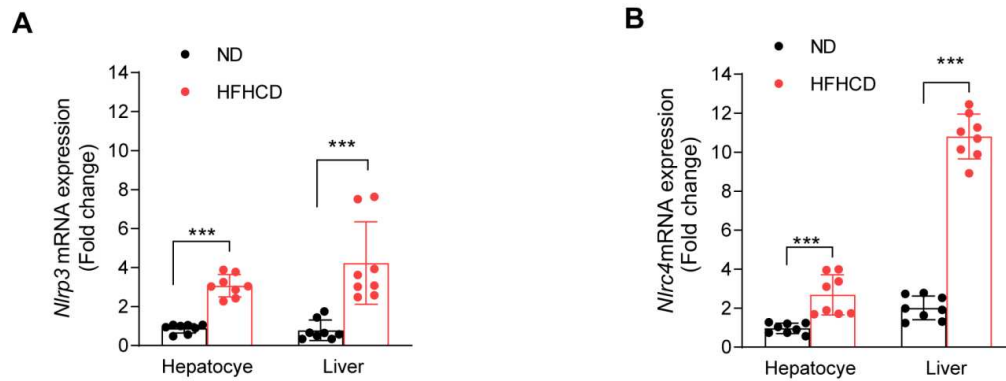 A
ND
HFHCD
Nlrp3 mRNA expression
(Fold change)
14
12
10
8
6
4
2
0
***
***
Hepatocye
Liver
B
ND
HFHCD
Nlrc4mRNA expression
(Fold change)
14
12
10
8
6
4
2
0
***
***
Hepatocye
Liver